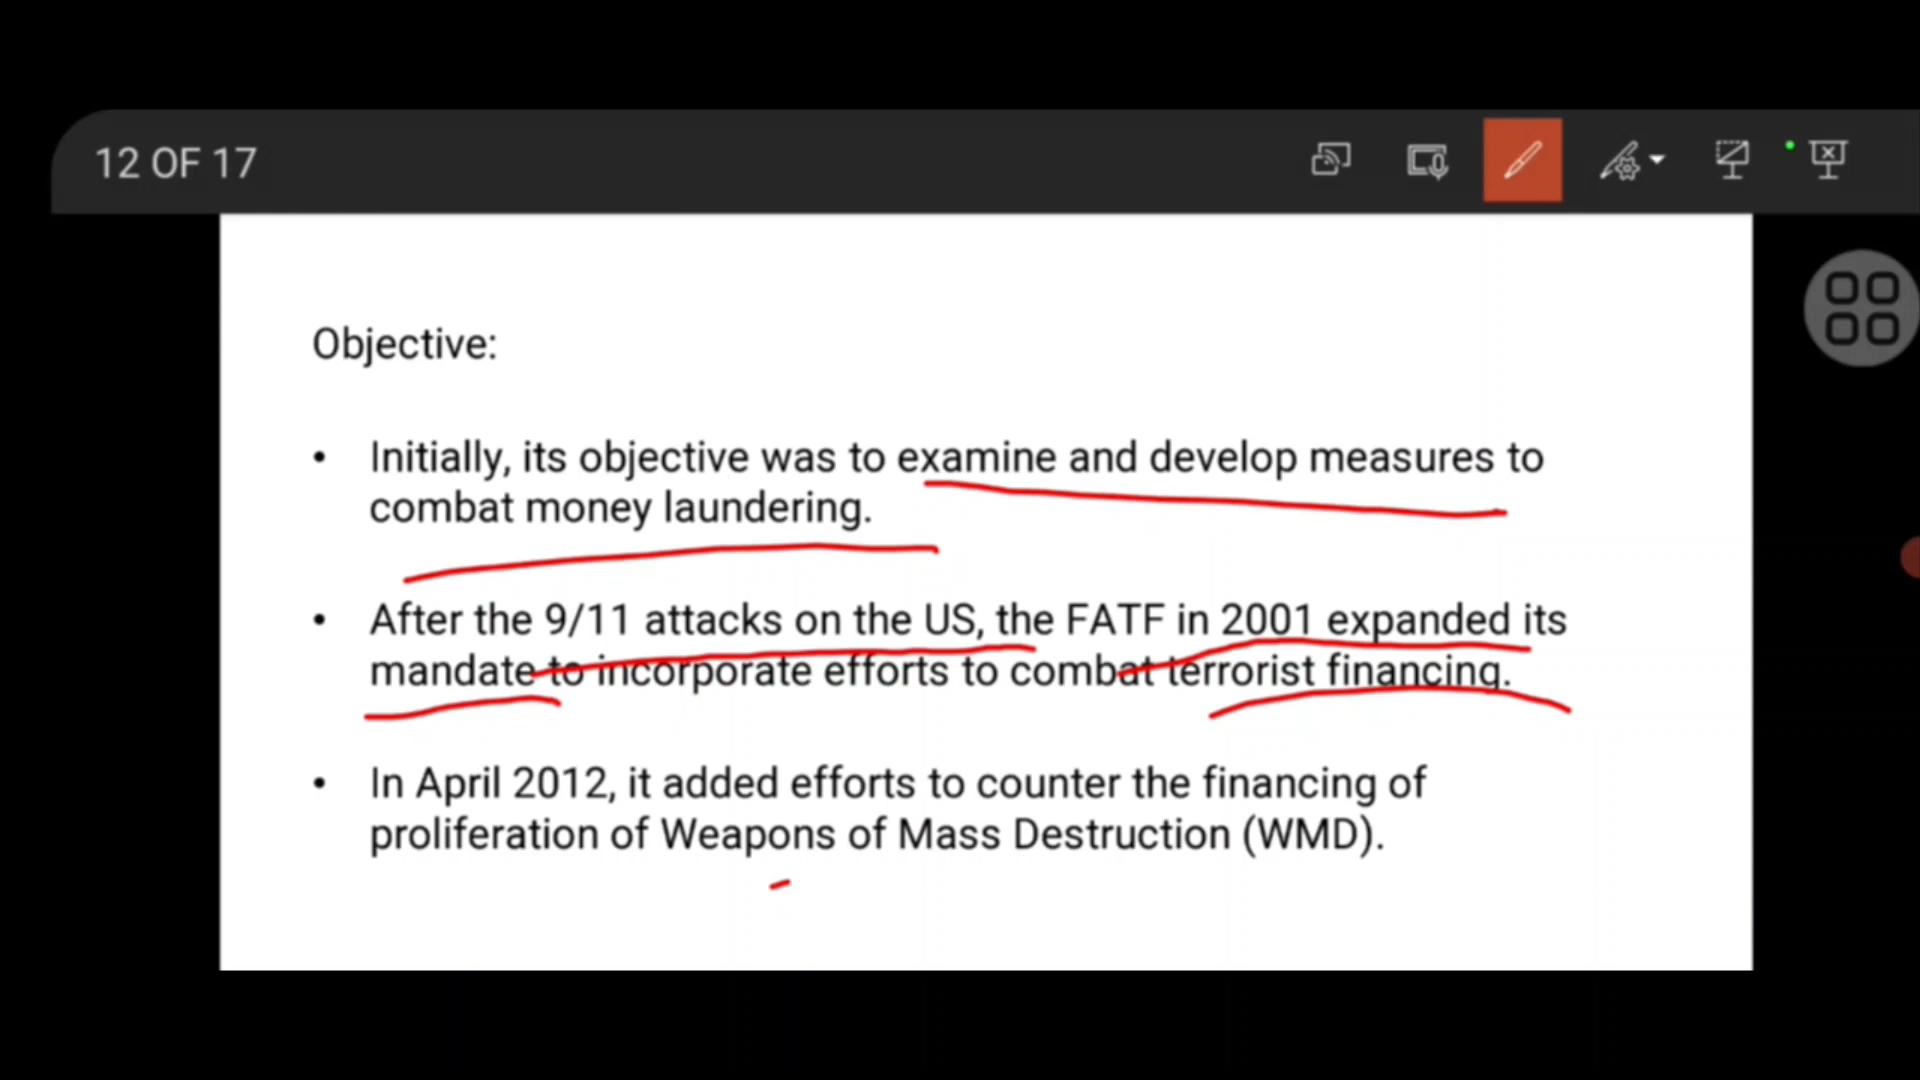 12 OF 17
Objective:
• Initially, its objective was to examine and develop measures to
combat money laundering.
• After the 9/11 attacks on the US, the FATF in 2001 expanded its
mandate to incorporate efforts to combat terrorist financing.
• In April 2012, it added efforts to counter the financing of
proliferation of Weapons of Mass Destruction (WMD).